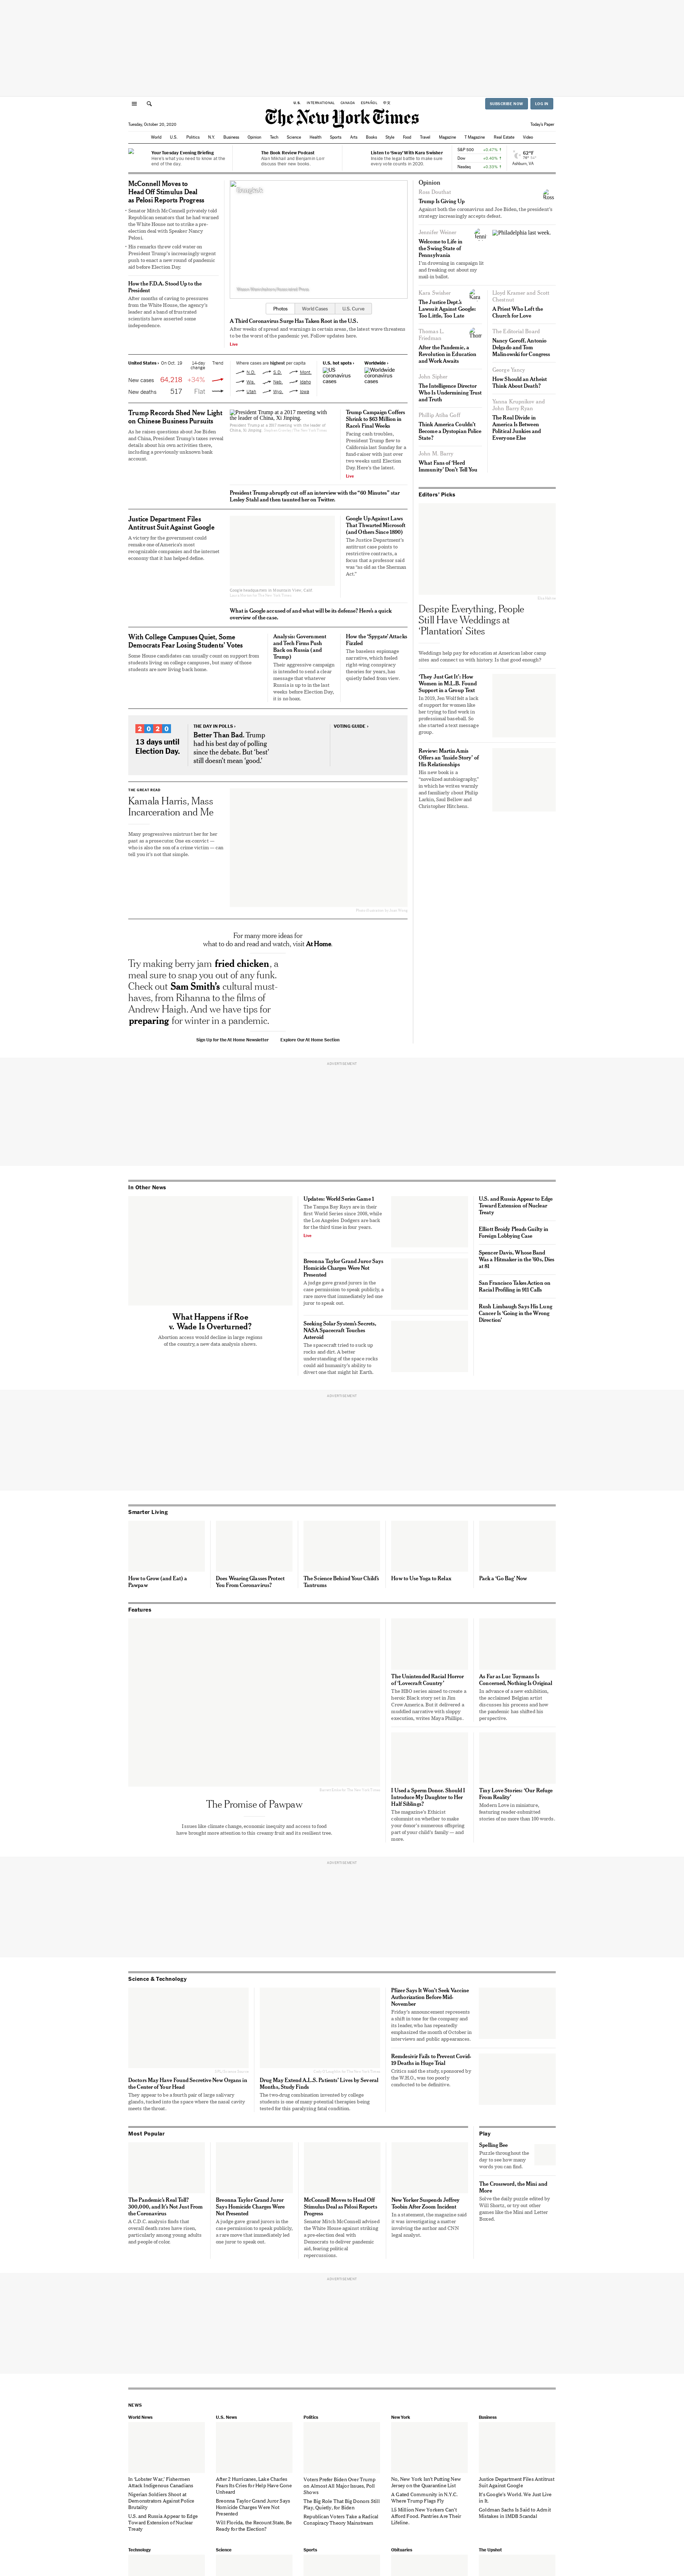 U.S. INTERNATIONAL CANADA ESPAÑOL 中文
SUBSCRIBE NOW LOG IN
The New York Times
Tuesday, October 20, 2020
Today's Paper
World U.S. Politics N.Y. Business Opinion Tech Science Health Sports Arts Books Style Food Travel Magazine T Magazine Real Estate Video
Your Tuesday Evening Briefing
Here's what you need to know at the
end of the day.
The Book Review Podcast
Alan Mikhail and Benjamin Lorr
discuss their new books.
Listen to 'Sway' With Kara Swisher
Inside the legal battle to make sure
every vote counts in 2020.
S&P 500 +0.47% ↑
Dow +0.40% ↑
Nasdaq +0.33% ↑
62°F
Ashburn, VA
McConnell Moves to
Head Off Stimulus Deal
as Pelosi Reports Progress
Senator Mitch McConnell privately told
Republican senators that he had warned
the White House not to strike a pre-
election deal with Speaker Nancy
Pelosi.
His remarks threw cold water on
President Trump's increasingly urgent
push to enact a new round of pandemic
aid before Election Day.
How the F.D.A. Stood Up to the
President
After months of caving to pressure
from the White House, the agency's
leader and a band of frustrated
scientists have asserted some
independence.
Photos World Cases U.S. Curve
A Third Coronavirus Surge Has Taken Root in the U.S.
After weeks of spread and warnings in certain areas, the latest wave threatens
to be the worst of the pandemic yet. Follow updates here.
Live
United States › On Oct. 19 14-day
change Trend
New cases 64,218 +34%
New deaths 517 Flat
Where cases are highest per capita
N.D. S.D. Mont.
Wis. Neb. Idaho
Utah Wyo. Iowa
U.S. hot spots ›
US
coronavirus
cases
Worldwide ›
Worldwide
coronavirus
cases
Trump Records Shed New Light
on Chinese Business Pursuits
As he raises questions about Joe Biden
and China, President Trump's taxes reveal
details about his own activities there,
including a previously unknown bank
account.
President Trump at a 2017 meeting with
the leader of China, Xi Jinping.
President Trump at a 2017 meeting with the leader of
China, Xi Jinping.
Trump Campaign Coffers
Shrink to $63 Million in
Race's Final Weeks
Facing cash troubles,
President Trump flew to
California last Sunday for a
fund-raiser with just over
two weeks until Election
Day. Here's the latest.
Live
President Trump abruptly cut off an interview with the "60 Minutes" star
Lesley Stahl and then taunted her on Twitter.
Justice Department Files
Antitrust Suit Against Google
A victory for the government could
remake one of America's most
recognizable companies and the internet
economy that it has helped define.
Google Up Against Laws
That Thwarted Microsoft
(and Others Since 1890)
The Justice Department's
antitrust case points to
restrictive contracts, a
focus that a professor said
was "as old as the Sherman
Act."
What is Google accused of and what will be its defense? Here's a quick
overview of the case.
With College Campuses Quiet, Some
Democrats Fear Losing Students' Votes
Some House candidates can usually count on support from
students living on college campuses, but many of those
students are now living back home.
Analysis: Government
and Tech Firms Push
Back on Russia (and
Trump)
Their aggressive campaign
is intended to send a clear
message that whatever
Russia is up to in the last
weeks before Election Day,
it is no hoax.
How the 'Spygate' Attacks
Fizzled
The baseless espionage
narrative, which fueled
right-wing conspiracy
theories for years, has
quietly faded from view.
2020
13 days until
Election Day.
THE DAY IN POLLS ›
Better Than Bad. Trump
had his best day of polling
since the debate. But 'best'
still doesn't mean 'good.'
VOTING GUIDE ›
THE GREAT READ
Kamala Harris, Mass
Incarceration and Me
Many progressives mistrust her for her
past as a prosecutor. One ex-convict —
who is also the son of a crime victim — can
tell you it's not that simple.
For many more ideas for
what to do and read and watch, visit At Home.
Try making berry jam fried chicken, a
meal sure to snap you out of any funk.
Check out Sam Smith's cultural must-
haves, from Rihanna to the films of
Andrew Haigh. And we have tips for
preparing for winter in a pandemic.
Sign Up for the At Home Newsletter Explore Our At Home Section
Opinion
Ross Douthat
Trump Is Giving Up
Against both the coronavirus and Joe Biden, the president's
strategy increasingly accepts defeat.
Ross
Jennifer Weiner
Welcome to Life in
the Swing State of
Pennsylvania
I'm drowning in campaign lit
and freaking out about my
mail-in ballot.
Philadelphia last week.
Kara Swisher
The Justice Dept.'s
Lawsuit Against Google:
Too Little, Too Late
Kara
Lloyd Kramer and Scott
Cheatout
A Priest Who Left the
Church for Love
Thomas L.
Friedman
After the Pandemic, a
Revolution in Education
and Work Awaits
The Editorial Board
Nancy Goroff, Antonio
Delgado and Tom
Malinowski for Congress
John Sipher
The Intelligence Director
Who Is Undermining Trust
and Truth
George Yancy
How Should an Atheist
Think About Death?
Phillip Atiba Goff
Think America Couldn't
Become a Dystopian Police
State?
Yanna Krupnikov and
John Barry Ryan
The Real Divide in
America Is Between
Political Junkies and
Everyone Else
John M. Barry
What Fans of 'Herd
Immunity' Don't Tell You
Editors' Picks
Despite Everything, People
Still Have Weddings at
'Plantation' Sites
Weddings help pay for education at American labor camp
sites and connect us with history. Is that good enough?
'They Just Get It': How
Women in M.L.B. Found
Support in a Group Text
In 2019, Jen Wolf felt a lack
of support for women like
her trying to find work in
professional baseball. So
she started a text message
group.
Review: Martin Amis
Offers an 'Inside Story' of
His Relationships
His new book is a
"novelized autobiography,"
in which he writes warmly
and familiarly about Philip
Larkin, Saul Bellow and
Christopher Hitchens.
ADVERTISEMENT
In Other News
What Happens if Roe
v. Wade Is Overturned?
Abortion access would decline in large regions
of the country, a new data analysis shows.
Updates: World Series Game 1
The Tampa Bay Rays are in their
first World Series since 2008, while
the Los Angeles Dodgers are back
for the third time in four years.
Live
Breonna Taylor Grand Juror Says
Homicide Charges Were Not
Presented
A judge gave grand jurors in the
case permission to speak publicly, a
rare move that immediately led one
juror to speak out.
Seeking Solar System's Secrets,
NASA Spacecraft Touches
Asteroid
The spacecraft tried to suck up
rocks and dirt. A better
understanding of the space rocks
could aid humanity's ability to
divert one that might hit Earth.
U.S. and Russia Appear to Edge
Toward Extension of Nuclear
Treaty
Elliott Broidy Pleads Guilty in
Foreign Lobbying Case
Spencer Davis, Whose Band
Was a Hitmaker in the '60s, Dies
at 81
San Francisco Takes Action on
Racial Profiling in 911 Calls
Rush Limbaugh Says His Lung
Cancer Is 'Going in the Wrong
Direction'
ADVERTISEMENT
Smarter Living
How to Grow (and Eat) a
Pawpaw
Does Wearing Glasses Protect
You From Coronavirus?
The Science Behind Your Child's
Tantrums
How to Use Yoga to Relax
Pack a 'Go Bag' Now
Features
The Promise of Pawpaw
Issues like climate change, economic inequity and access to food
have brought more attention to this creamy fruit and its resilient tree.
The Unintended Racial Horror
of 'Lovecraft Country'
The HBO series aimed to create a
heroic Black story set in Jim
Crow America. But it delivered a
muddled narrative with sloppy
execution, writes Maya Phillips.
As Far as Luc Tuymans Is
Concerned, Nothing Is Original
In advance of a new exhibition,
the acclaimed Belgian artist
discusses his process and how
the pandemic has shifted his
perspective.
I Used a Sperm Donor. Should I
Introduce My Daughter to Her
Half Siblings?
The magazine's Ethicist
columnist on whether to make
your donor's numerous offspring
part of your child's family — and
more.
Tiny Love Stories: 'Our Refuge
From Reality'
Modern Love in miniature,
featuring reader-submitted
stories of no more than 100 words.
ADVERTISEMENT
Science & Technology
Doctors May Have Found Secretive New Organs in
the Center of Your Head
They appear to be a fourth pair of large salivary
glands, tucked into the space where the nasal cavity
meets the throat.
Drug May Extend A.L.S. Patients' Lives by Several
Months, Study Finds
The two-drug combination invented by college
students is one of many potential therapies being
tested for this paralyzing fatal condition.
Pfizer Says It Won't Seek Vaccine
Authorization Before Mid-
November
Friday's announcement represents
a shift in tone for the company and
its leader, who has repeatedly
emphasized the month of October in
interviews and public appearances.
Remdesivir Fails to Prevent Covid-
19 Deaths in Huge Trial
Critics said the study, sponsored by
the W.H.O., was too poorly
conducted to be definitive.
Most Popular
The Pandemic's Real Toll?
300,000, and It's Not Just From
the Coronavirus
A C.D.C. analysis finds that
overall death rates have risen,
particularly among young adults
and people of color.
Breonna Taylor Grand Juror
Says Homicide Charges Were
Not Presented
A judge gave grand jurors in the
case permission to speak publicly,
a rare move that immediately led
one juror to speak out.
McConnell Moves to Head Off
Stimulus Deal as Pelosi Reports
Progress
Senator Mitch McConnell advised
the White House against striking
a pre-election deal with
Democrats to deliver pandemic
aid, fearing political
repercussions.
New Yorker Suspends Jeffrey
Toobin After Zoom Incident
In a statement, the magazine said
it was investigating a matter
involving the author and CNN
legal analyst.
Play
Spelling Bee
Puzzle throughout the
day to see how many
words you can find.
The Crossword, the Mini and
More
Solve the daily puzzle edited by
Will Shortz, or try out other
games like the Mini and Letter
Boxed.
ADVERTISEMENT
NEWS
World News
In 'Lobster War,' Fishermen
Attack Indigenous Canadians
Nigerian Soldiers Shoot at
Demonstrators Against Police
Brutality
U.S. and Russia Appear to Edge
Toward Extension of Nuclear
Treaty
U.S. News
After 2 Hurricanes, Lake Charles
Fears Its Cries for Help Have Gone
Unheard
Breonna Taylor Grand Juror Says
Homicide Charges Were Not
Presented
Will Florida, the Recount State, Be
Ready for the Election?
Politics
Voters Prefer Biden Over Trump
on Almost All Major Issues, Poll
Shows
The Big Role That Big Donors Still
Play, Quietly, for Biden
Republican Voters Take a Radical
Conspiracy Theory Mainstream
New York
No, New York Isn't Putting New
Jersey on the Quarantine List
A Gated Community in N.Y.C.
Where Trump Flags Fly
1.5 Million New Yorkers Can't
Afford Food. Pantries Are Their
Lifeline.
Business
Justice Department Files Antitrust
Suit Against Google
It's Google's World. We Just Live
in It.
Goldman Sachs Is Said to Admit
Mistakes in 1MDB Scandal
Technology Science Sports Obituaries The Upshot